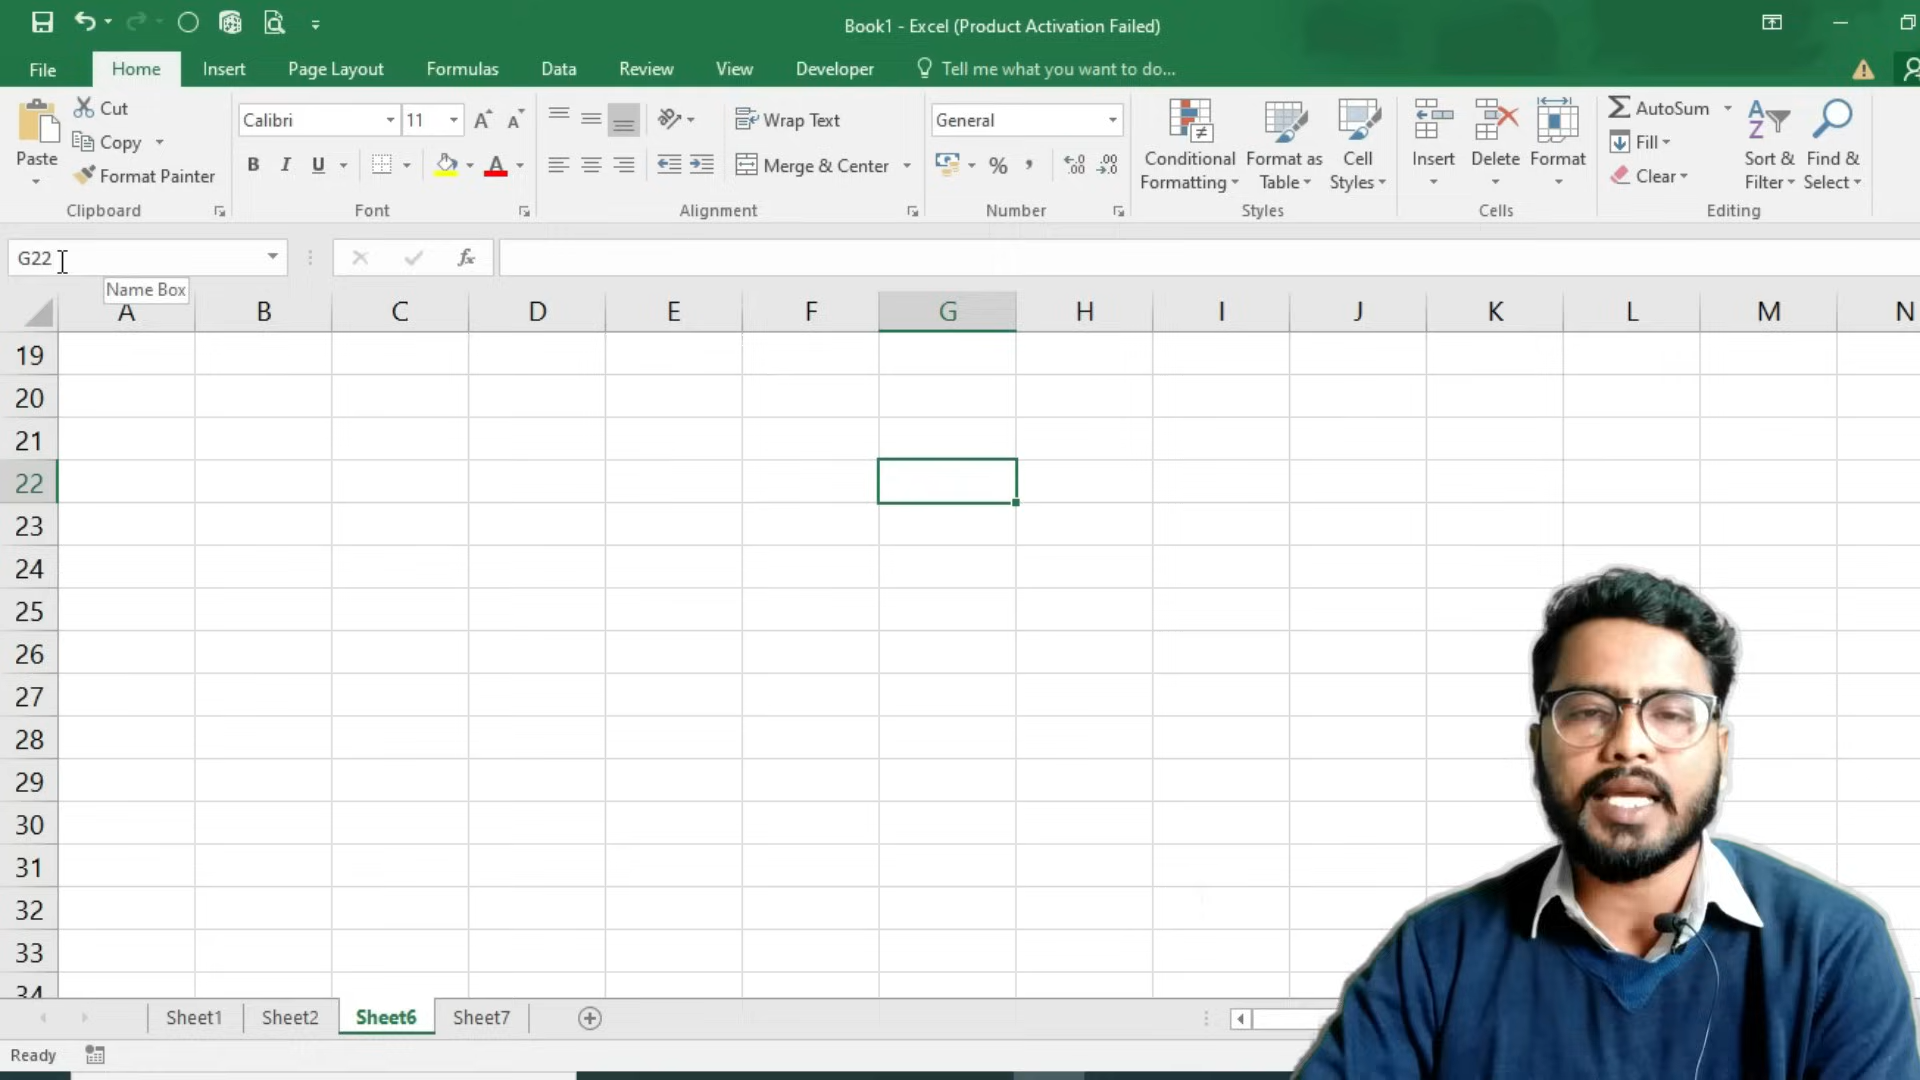 Book1 - Excel (Product Activation Failed)
File Home Insert Page Layout Formulas Data Review View Developer Tell me what you want to do...
Paste
Cut
Copy
Format Painter
Clipboard
Calibri 11
B I U A
Font
Wrap Text
Merge & Center
Alignment
General
% , .00 .0
Number
Conditional Formatting
Format as Table
Cell Styles
Styles
Insert Delete Format
Cells
AutoSum
Fill
Clear
Sort & Filter
Find & Select
Editing
G22 fx
Name Box
A B C D E F G H I J K L M N
19
20
21
22
23
24
25
26
27
28
29
30
31
32
33
34
Sheet1 Sheet2 Sheet6 Sheet7
Ready